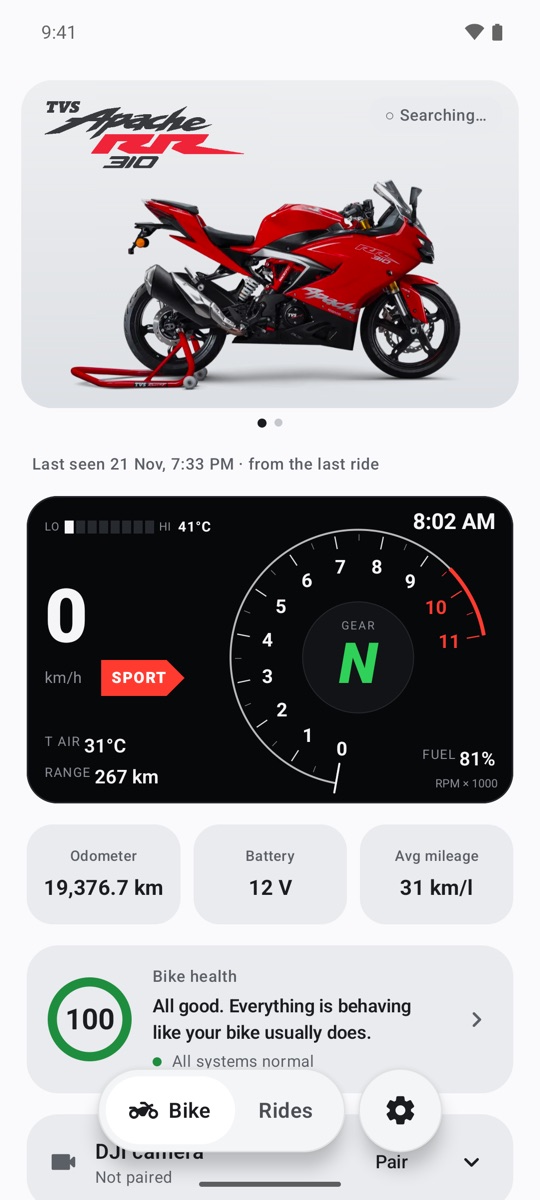 9:41
TVS
Apache
RR
310
Searching...
RR
310
Apache
Last seen 21 Nov, 7:33 PM · from the last ride
LO HI 41°C
8:02 AM
0
km/h
SPORT
T AIR 31°C
RANGE 267 km
0
1
2
3
4
5
6
7
8
9
10
11
GEAR
N
FUEL 81%
RPM × 1000
Odometer
19,376.7 km
Battery
12 V
Avg mileage
31 km/l
100
Bike health
All good. Everything is behaving
like your bike usually does.
All systems normal
Bike
Rides
DJI camera
Not paired
Pair